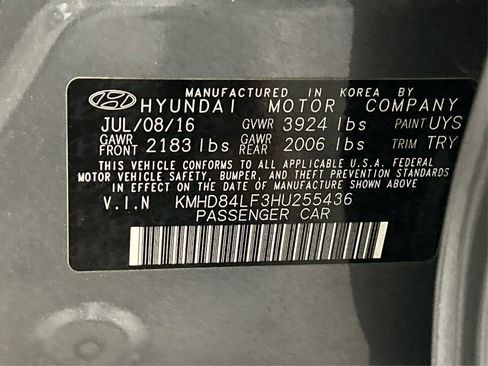 MANUFACTURED IN KOREA BY
HYUNDAI MOTOR COMPANY
JUL/08/16 GVWR 3924 lbs PAINT UYS
GAWR FRONT 2183 lbs GAWR REAR 2006 lbs TRIM TRY
THIS VEHICLE CONFORMS TO ALL APPLICABLE U.S.A. FEDERAL
MOTOR VEHICLE SAFETY, BUMPER, AND THEFT PREVENTION STANDARDS
IN EFFECT ON THE DATE OF MANUFACTURE SHOWN ABOVE.
V.I.N KMHD84LF3HU255436
PASSENGER CAR